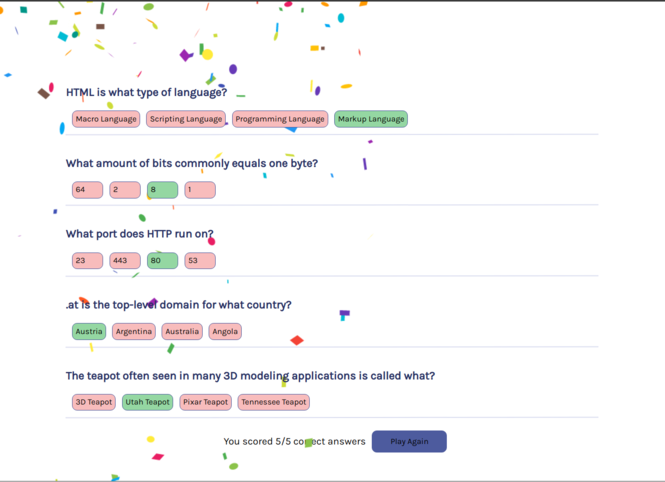 HTML is what type of language?
Macro Language Scripting Language Programming Language Markup Language
What amount of bits commonly equals one byte?
64 2 8 1
What port does HTTP run on?
23 443 80 53
.at is the top-level domain for what country?
Austria Argentina Australia Angola
The teapot often seen in many 3D modeling applications is called what?
3D Teapot Utah Teapot Pixar Teapot Tennessee Teapot
You scored 5/5 correct answers Play Again